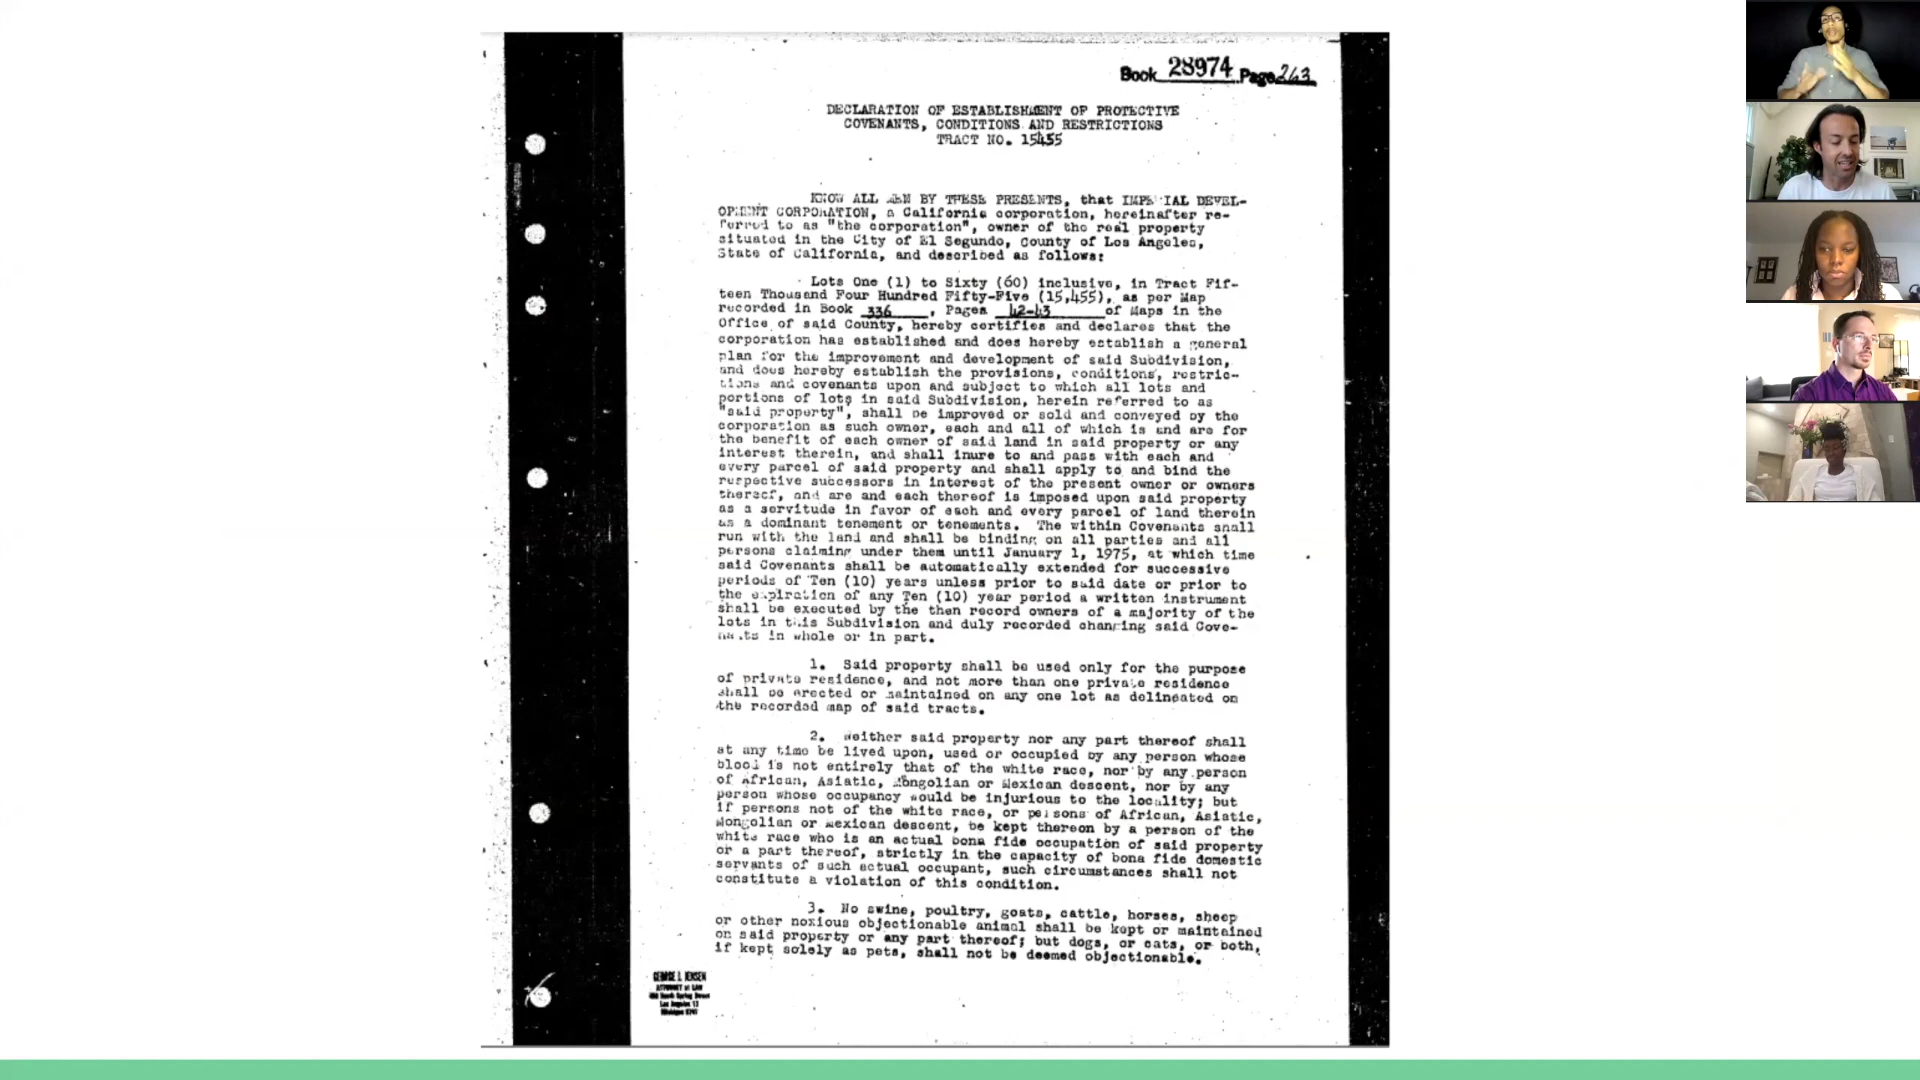 Book 28974 Page 263
DECLARATION OF ESTABLISHMENT OF PROTECTIVE
COVENANTS, CONDITIONS AND RESTRICTIONS
TRACT NO. 15455
KNOW ALL MEN BY THESE PRESENTS, that IMPERIAL DEVEL-
OPMENT CORPORATION, a California corporation, hereinafter re-
ferred to as "the corporation", owner of the real property
situated in the City of El Segundo, County of Los Angeles,
State of California, and described as follows:
Lots One (1) to Sixty (60) inclusive, in Tract Fif-
teen Thousand Four Hundred Fifty-Five (15,455), as per Map
recorded in Book 336, Pages 42-43 of Maps in the
Office of said County, hereby certifies and declares that the
corporation has established and does hereby establish a general
plan for the improvement and development of said Subdivision,
and does hereby establish the provisions, conditions, restric-
tions and covenants upon and subject to which all lots and
portions of lots in said Subdivision, herein referred to as
"said property", shall be improved or sold and conveyed by the
corporation as such owner, each and all of which is and are for
the benefit of each owner of said land in said property or any
interest therein, and shall inure to and pass with each and
every parcel of said property and shall apply to and bind the
respective successors in interest of the present owner or owners
thereof, and are and each thereof is imposed upon said property
as a servitude in favor of each and every parcel of land therein
as a dominant tenement or tenements. The within Covenants shall
run with the land and shall be binding on all parties and all
persons claiming under them until January 1, 1975, at which time
said Covenants shall be automatically extended for successive
periods of Ten (10) years unless prior to said date or prior to
the expiration of any Ten (10) year period a written instrument
shall be executed by the then record owners of a majority of the
lots in this Subdivision and duly recorded changing said Cove-
nants in whole or in part.
1. Said property shall be used only for the purpose
of private residence, and not more than one private residence
shall be erected or maintained on any one lot as delineated on
the recorded map of said tracts.
2. Neither said property nor any part thereof shall
at any time be lived upon, used or occupied by any person whose
blood is not entirely that of the white race, nor by any person
of African, Asiatic, Mongolian or Mexican descent, nor by any
person whose occupancy would be injurious to the locality; but
if persons not of the white race, or persons of African, Asiatic,
Mongolian or Mexican descent, be kept thereon by a person of the
white race who is an actual bona fide occupation of said property
or a part thereof, strictly in the capacity of bona fide domestic
servants of such actual occupant, such circumstances shall not
constitute a violation of this condition.
3. No swine, poultry, goats, cattle, horses, sheep
or other noxious objectionable animal shall be kept or maintained
on said property or any part thereof; but dogs, or cats, or both,
if kept solely as pets, shall not be deemed objectionable.
GEORGE L JENSEN
ATTORNEY at LAW
South Spring Street
Los Angeles 13
Michigan